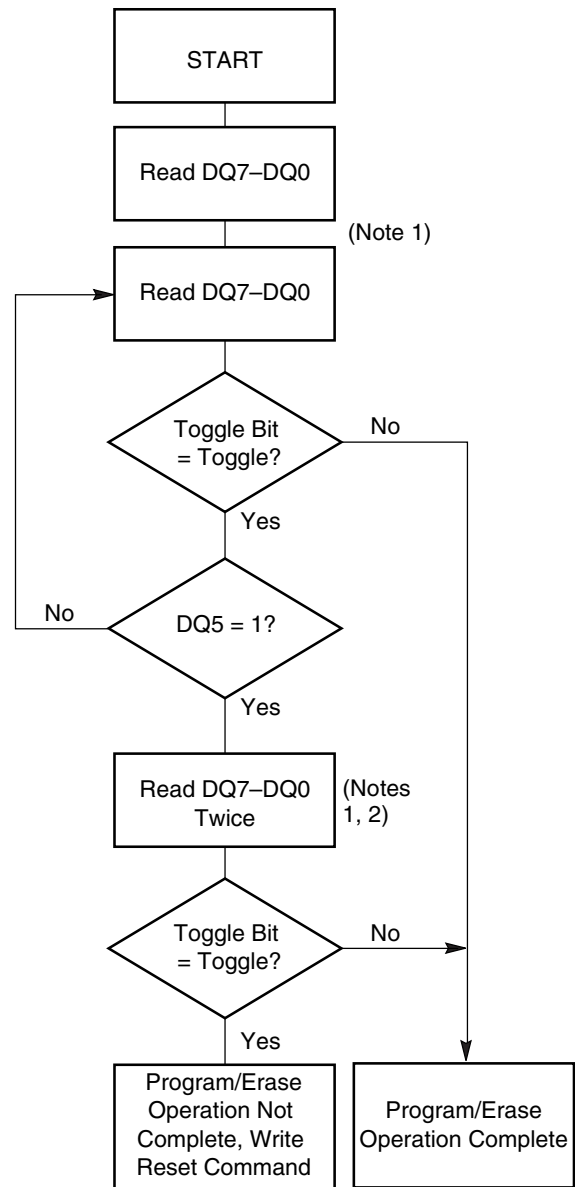 START
Read DQ7–DQ0
(Note 1)
Read DQ7–DQ0
Toggle Bit
= Toggle?
No
Yes
No
DQ5 = 1?
Yes
Read DQ7–DQ0
Twice
(Notes
1, 2)
Toggle Bit
= Toggle?
No
Yes
Program/Erase
Operation Not
Complete, Write
Reset Command
Program/Erase
Operation Complete